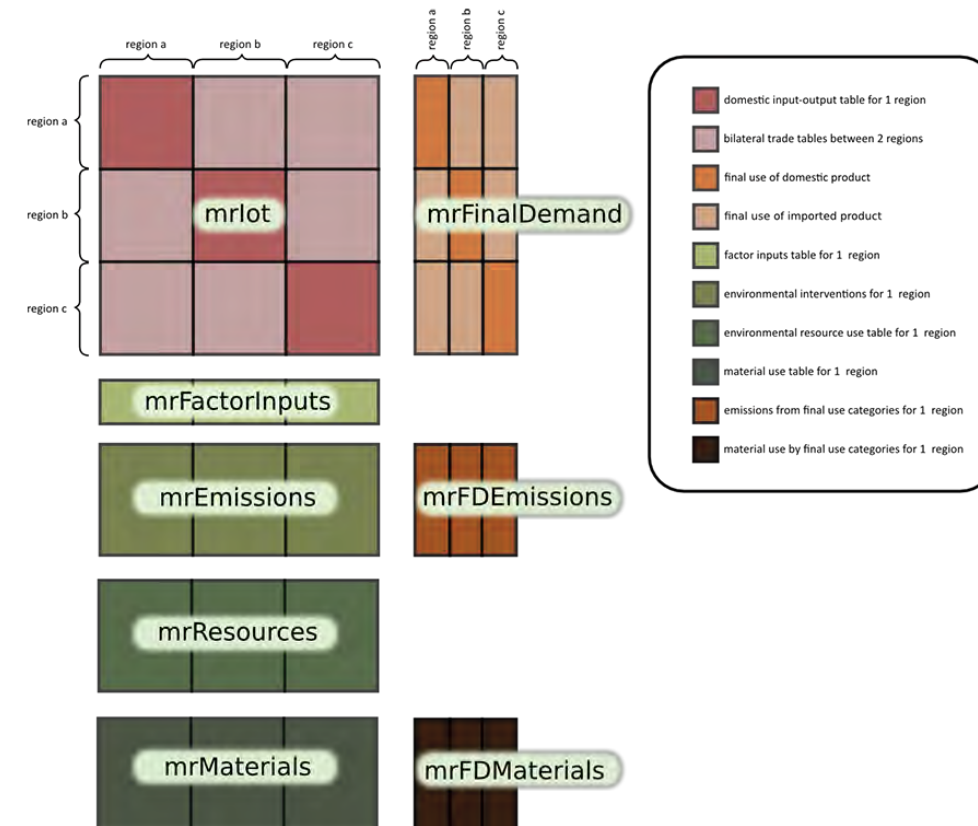 region a
region b
region c
region a
region b
region c
region a
region b
region c
mrIot
mrFinalDemand
mrFactorInputs
mrEmissions
mrFDEmissions
mrResources
mrMaterials
mrFDMaterials
domestic input-output table for 1 region
bilateral trade tables between 2 regions
final use of domestic product
final use of imported product
factor inputs table for 1 region
environmental interventions for 1 region
environmental resource use table for 1 region
material use table for 1 region
emissions from final use categories for 1 region
material use by final use categories for 1 region